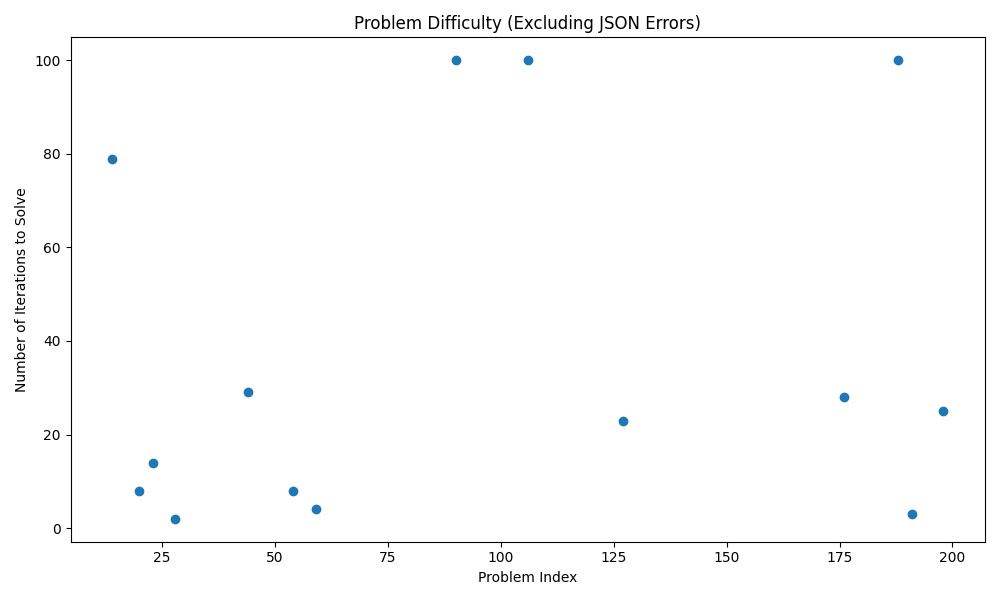 Problem Difficulty (Excluding JSON Errors)
Number of Iterations to Solve
100
80
60
40
20
0
25 50 75 100 125 150 175 200
Problem Index